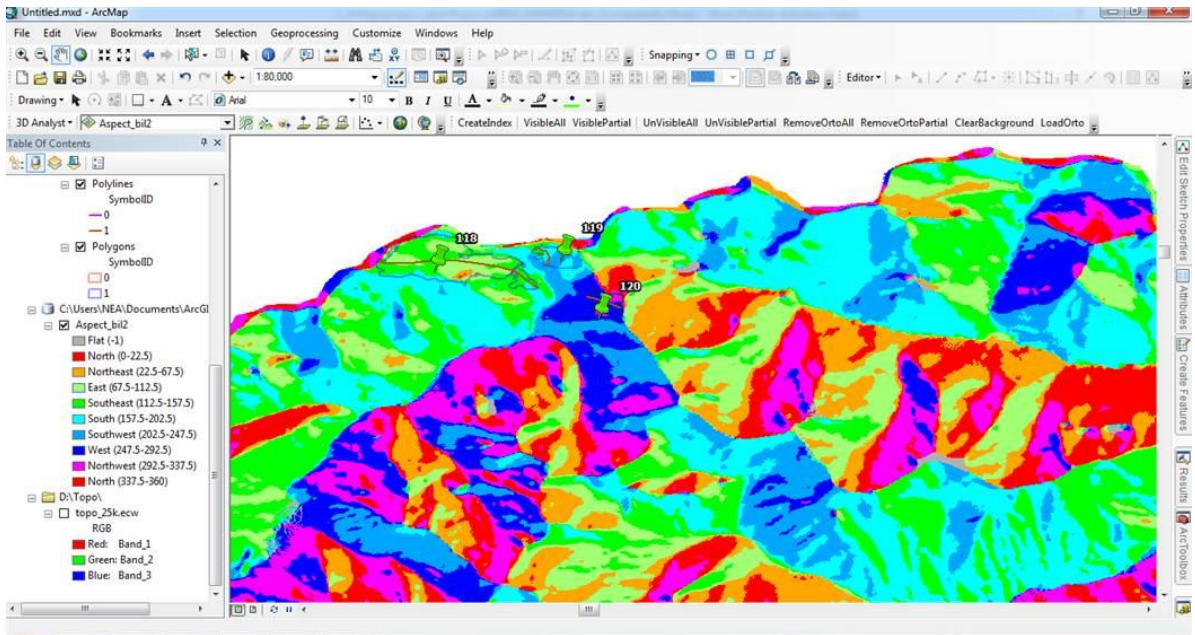 Untitled.mxd - ArcMap
File Edit View Bookmarks Insert Selection Geoprocessing Customize Windows Help
Snapping
1:80,000 Editor
Drawing A Arial 10 B I U A
3D Analyst Aspect_bil2 CreateIndex VisibleAll VisiblePartial UnVisibleAll UnVisiblePartial RemoveOrtoAll RemoveOrtoPartial ClearBackground LoadOrto
Table Of Contents
Polylines
SymbolID
0
1
Polygons
SymbolID
0
1
C:\Users\NEA\Documents\ArcGI
Aspect_bil2
Flat (-1)
North (0-22.5)
Northeast (22.5-67.5)
East (67.5-112.5)
Southeast (112.5-157.5)
South (157.5-202.5)
Southwest (202.5-247.5)
West (247.5-292.5)
Northwest (292.5-337.5)
North (337.5-360)
D:\Topo\
topo_25k.ecw
RGB
Red: Band_1
Green: Band_2
Blue: Band_3
118
119
120
Edit Sketch Properties
Attributes
Create Features
Results
ArcToolbox